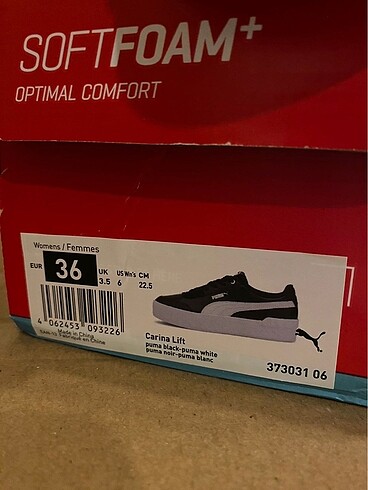 SOFTFOAM+
OPTIMAL COMFORT
Womens / Femmes
EUR 36 UK 3.5 US Wn's 6 CM 22.5
4 062453 093226
Made in China
Fabriqué en Chine
Carina Lift
puma black-puma white
puma noir-puma blanc
373031 06